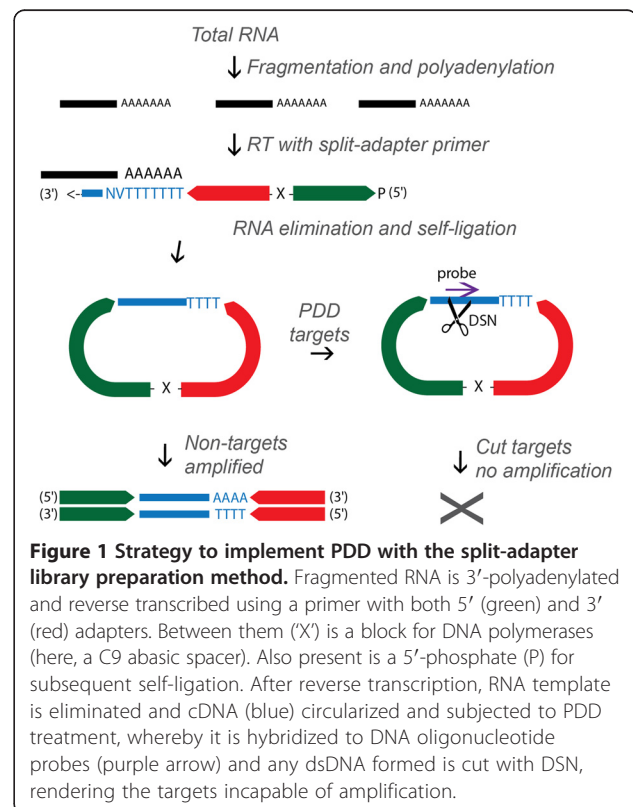 Total RNA
Fragmentation and polyadenylation
AAAAAAA AAAAAAA AAAAAAA
RT with split-adapter primer
AAAAAA
(3') <- NVTTTTTTT - X - P (5')
RNA elimination and self-ligation
probe
TTTT PDD targets TTTT
DSN
- X - - X -
Non-targets amplified
Cut targets no amplification
(5') AAAA (3')
(3') TTTT (5')
Figure 1 Strategy to implement PDD with the split-adapter
library preparation method. Fragmented RNA is 3′-polyadenylated
and reverse transcribed using a primer with both 5′ (green) and 3′
(red) adapters. Between them (‘X’) is a block for DNA polymerases
(here, a C9 abasic spacer). Also present is a 5′-phosphate (P) for
subsequent self-ligation. After reverse transcription, RNA template
is eliminated and cDNA (blue) circularized and subjected to PDD
treatment, whereby it is hybridized to DNA oligonucleotide
probes (purple arrow) and any dsDNA formed is cut with DSN,
rendering the targets incapable of amplification.